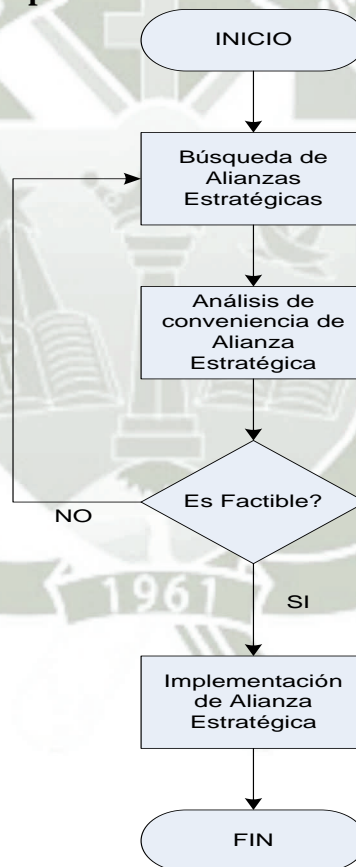 INICIO
Búsqueda de
Alianzas
Estratégicas
Análisis de
conveniencia de
Alianza
Estratégica
Es Factible?
NO
SI
1961
Implementación
de Alianza
Estratégica
FIN